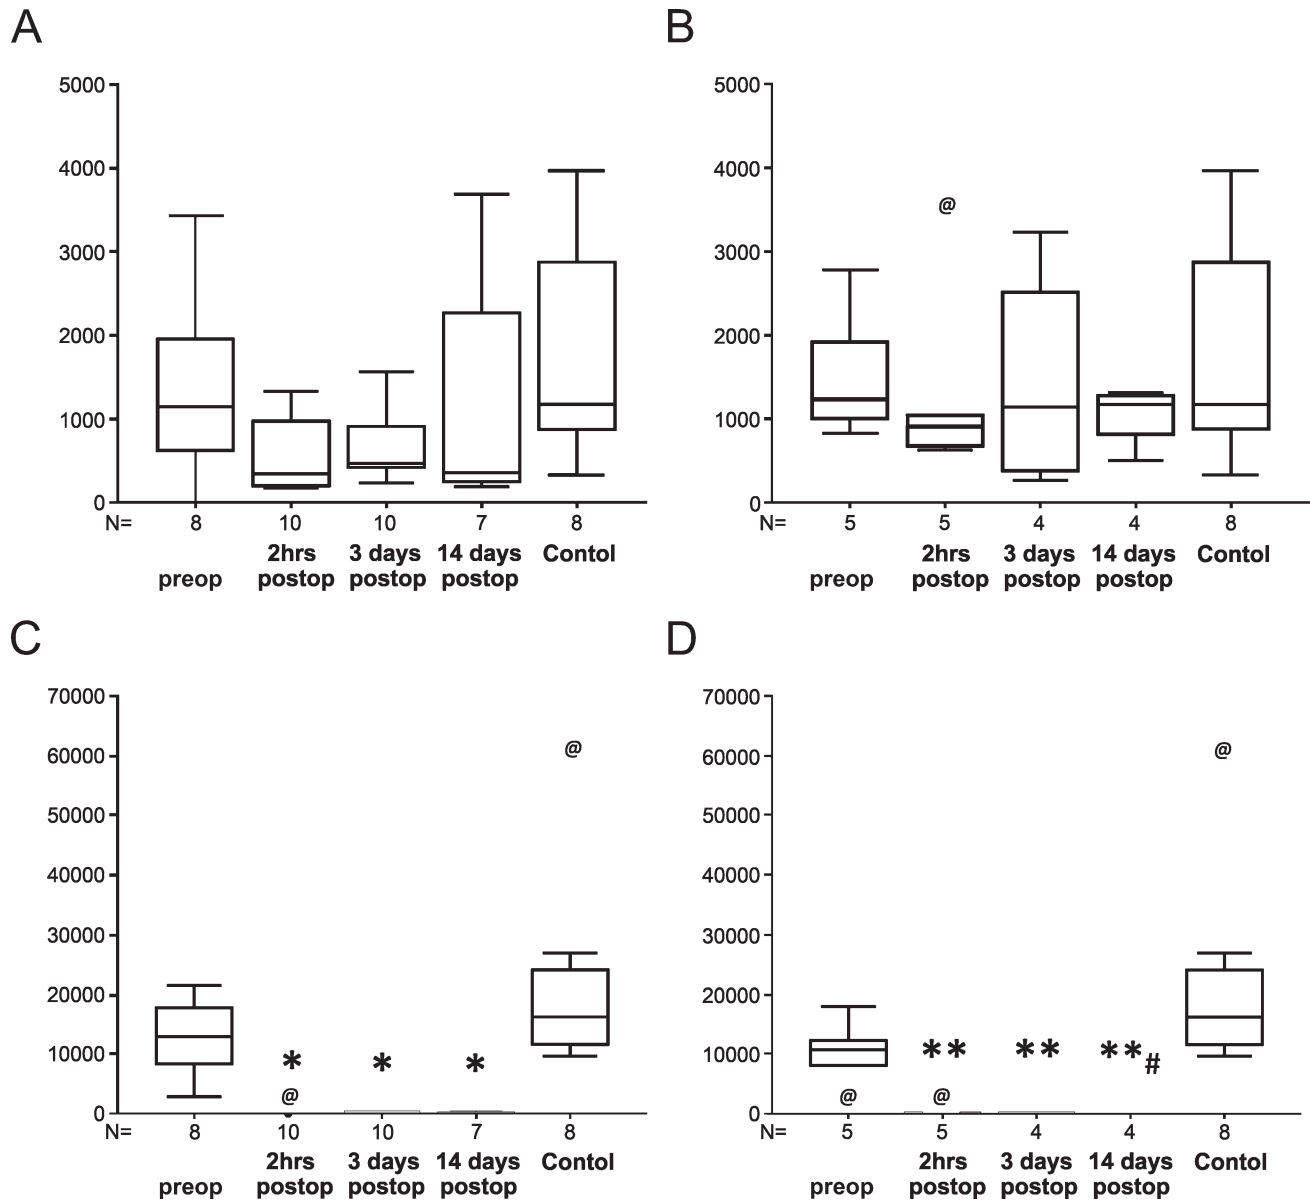 A
B
5000
4000
3000
2000
1000
0
N= 8 10 10 7 8
preop 2hrs postop 3 days postop 14 days postop Contol
5000
4000
@
3000
2000
1000
0
N= 5 5 4 4 8
preop 2hrs postop 3 days postop 14 days postop Contol
C
D
70000
60000
@
50000
40000
30000
20000
10000
* * *
@
0
N= 8 10 10 7 8
preop 2hrs postop 3 days postop 14 days postop Contol
70000
60000
@
50000
40000
30000
20000
10000
** ** **#
@ @
0
N= 5 5 4 4 8
preop 2hrs postop 3 days postop 14 days postop Contol